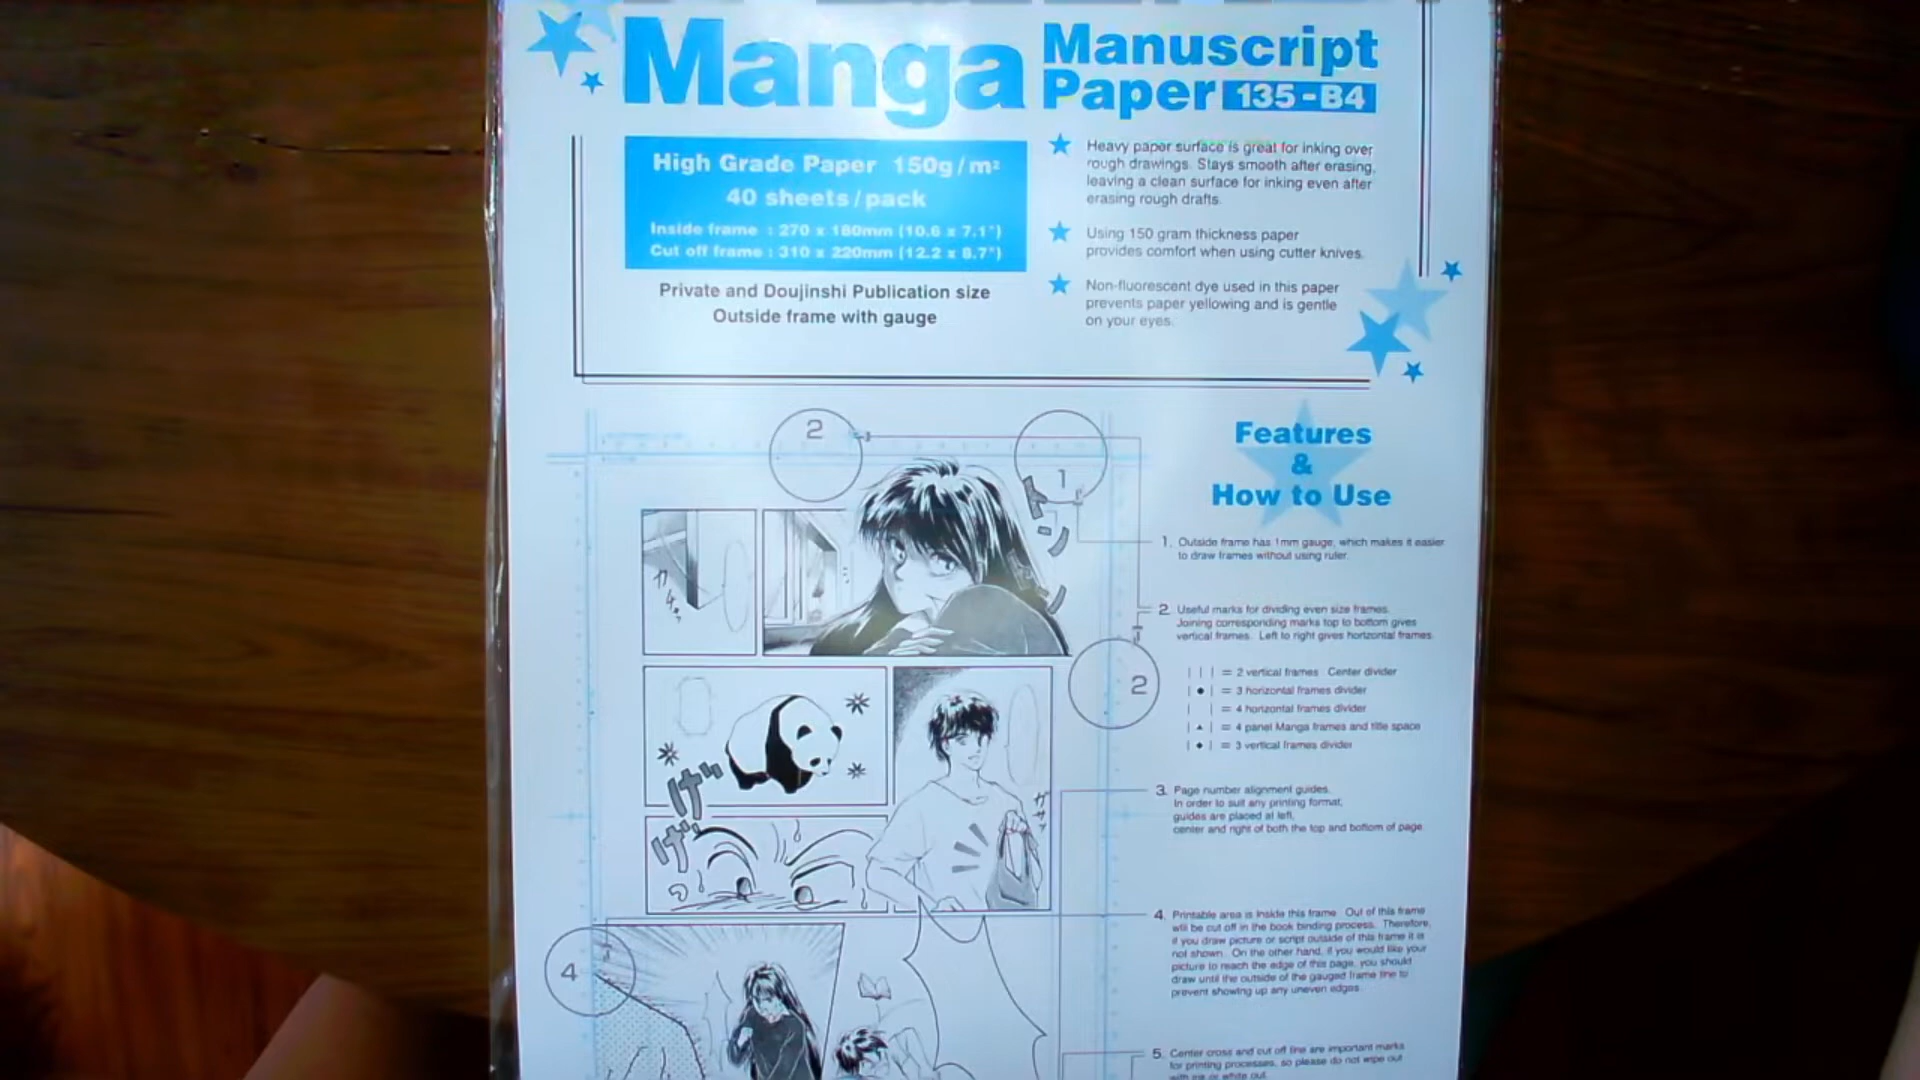 Manga Manuscript
Paper 135-B4
High Grade Paper 150g/m²
40 sheets/pack
Inside frame : 270 x 180mm (10.6 x 7.1")
Cut off frame : 310 x 220mm (12.2 x 8.7")
Private and Doujinshi Publication size
Outside frame with gauge
★ Heavy paper surface is great for inking over
rough drawings. Stays smooth after erasing,
leaving a clean surface for inking even after
erasing rough drafts.
★ Using 150 gram thickness paper
provides comfort when using cutter knives.
★ Non-fluorescent dye used in this paper
prevents paper yellowing and is gentle
on your eyes.
Features
&
How to Use
2
1
ガチャ
2
げげっ
ガサッ
4
1. Outside frame has 1mm gauge, which makes it easier
to draw frames without using ruler.
2. Useful marks for dividing even size frames.
Joining corresponding marks top to bottom gives
vertical frames. Left to right gives horizontal frames.
| | | = 2 vertical frames Center divider
| ● | = 3 horizontal frames divider
| | = 4 horizontal frames divider
| ▲ | = 4 panel Manga frames and title space
| ◆ | = 3 vertical frames divider
3. Page number alignment guides.
In order to suit any printing format,
guides are placed at left,
center and right of both the top and bottom of page.
4. Printable area is inside this frame. Out of this frame
will be cut off in the book binding process. Therefore,
if you draw picture or script outside of this frame it is
not shown. On the other hand, if you would like your
picture to reach the edge of this page, you should
draw until the outside of the gauged frame line to
prevent showing up any uneven edges.
5. Center cross and cut off line are important marks
for printing processes, so please do not wipe out
with ink or white out.